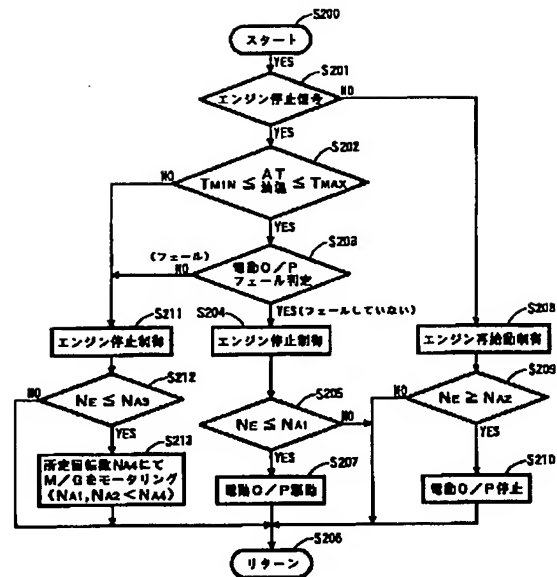 S200
スタート
YES
S201
エンジン停止信号
NO
YES
S202
TMIN ≤ AT油温 ≤ TMAX
NO
YES
S203
電動O/P
フェール判定
(フェール)
NO
YES(フェールしていない)
S211
エンジン停止制御
S204
エンジン停止制御
S208
エンジン再始動制御
S212
NE ≤ NA3
NO
YES
S205
NE ≤ NA1
NO
YES
S209
NE ≥ NA2
NO
YES
S213
所定回転数NA4にて
M/Gをモータリング
(NA1,NA2<NA4)
S207
電動O/P駆動
S210
電動O/P停止
S206
リターン